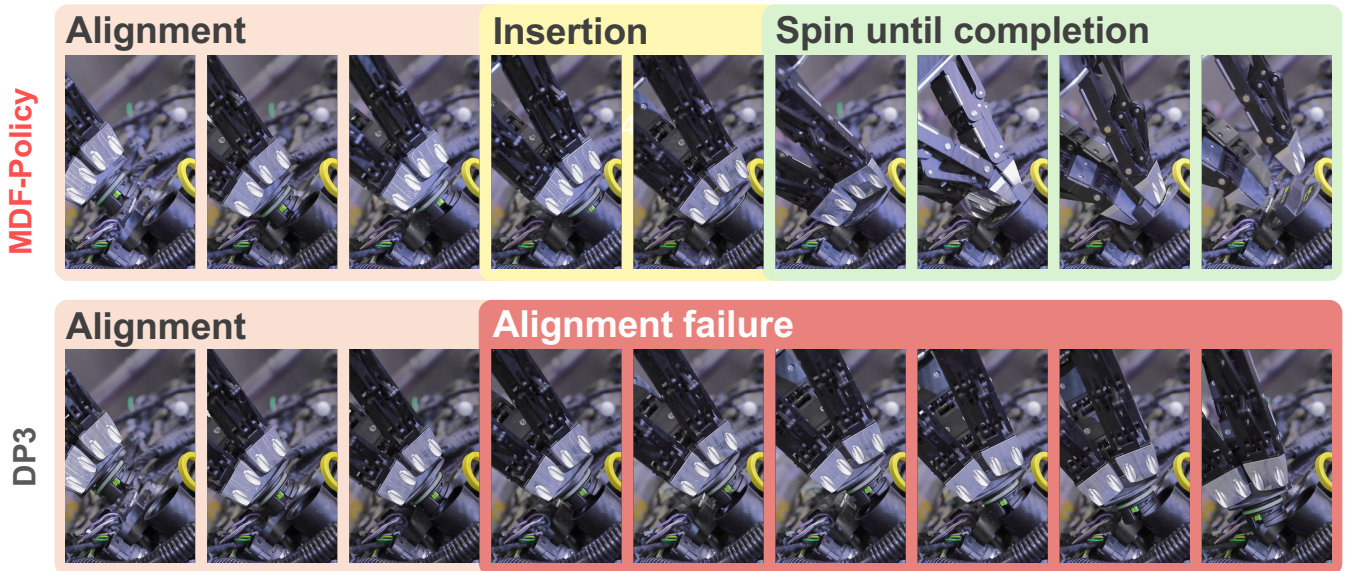 Alignment
Insertion
Spin until completion
MDF-Policy
Alignment
Alignment failure
DP3